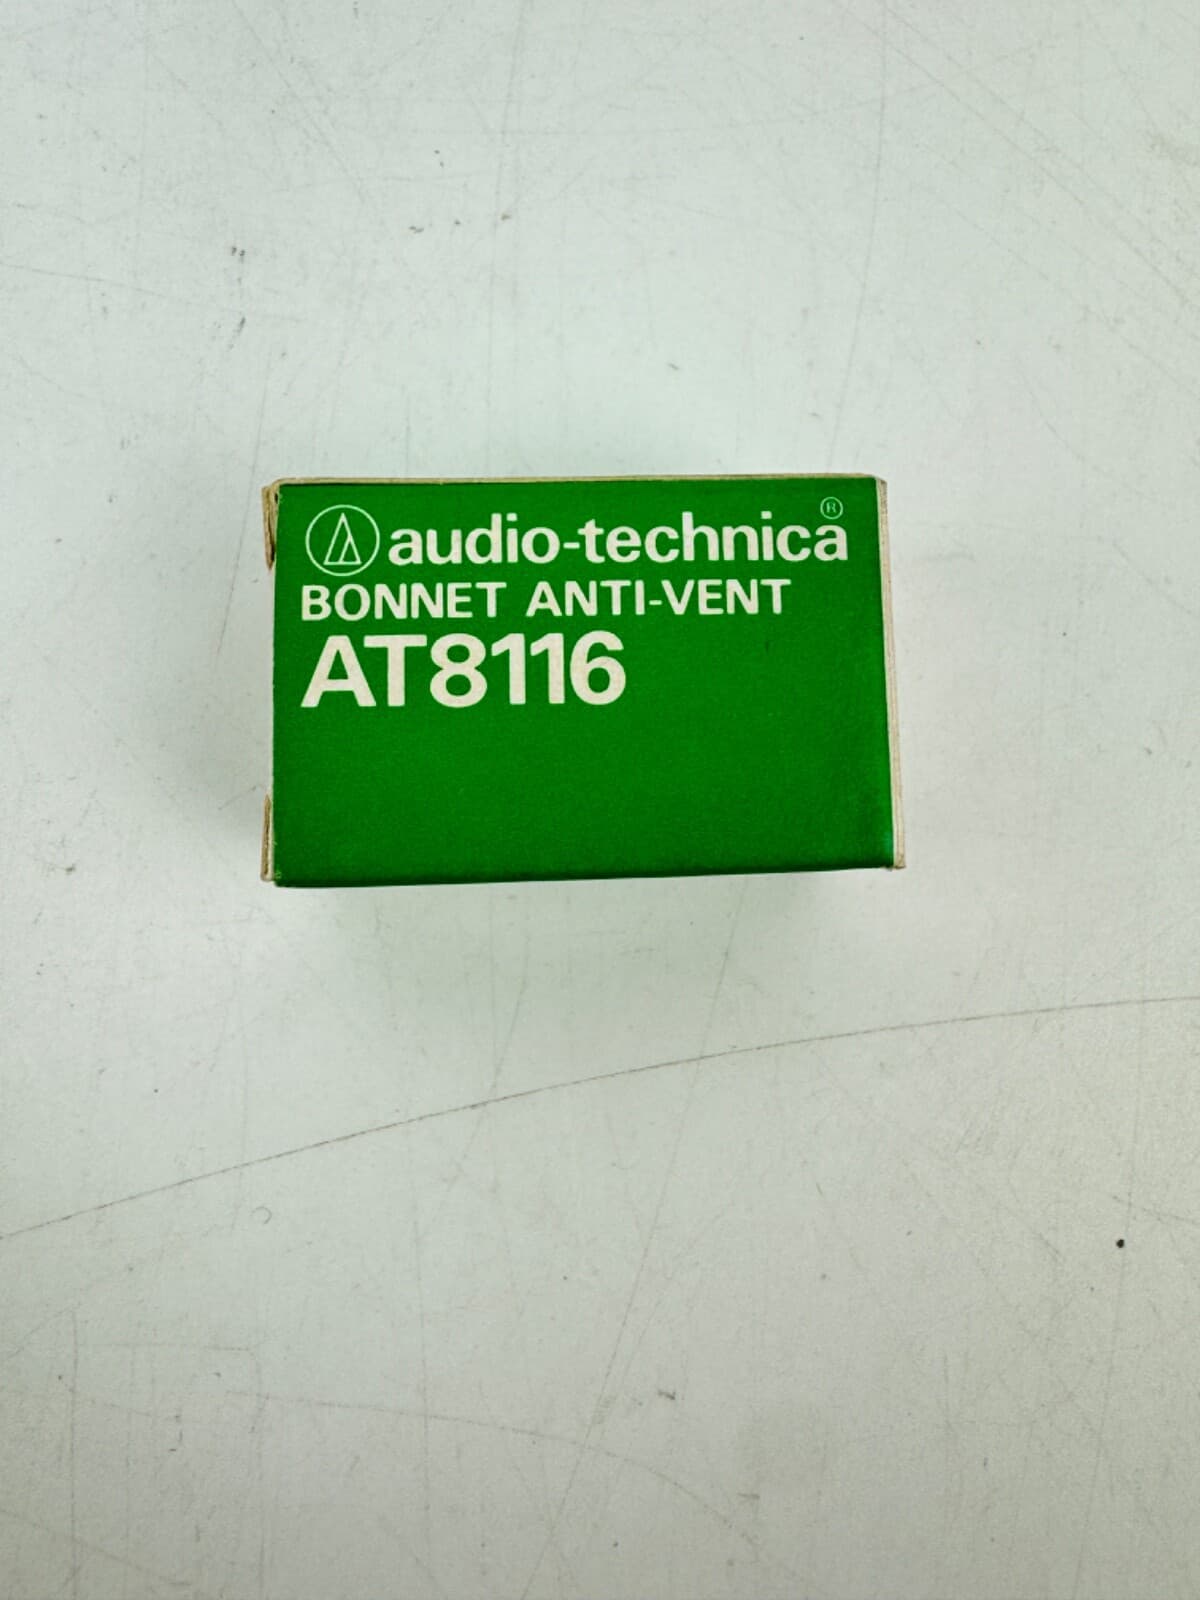 audio-technica®
BONNET ANTI-VENT
AT8116